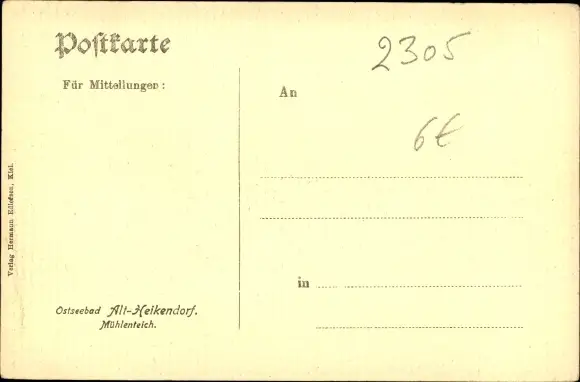 Postkarte
Für Mitteilungen:
An
2305
6€
in
Verlag Hermann Edlefsen, Kiel.
Ostseebad Alt-Heikendorf.
Mühlenteich.